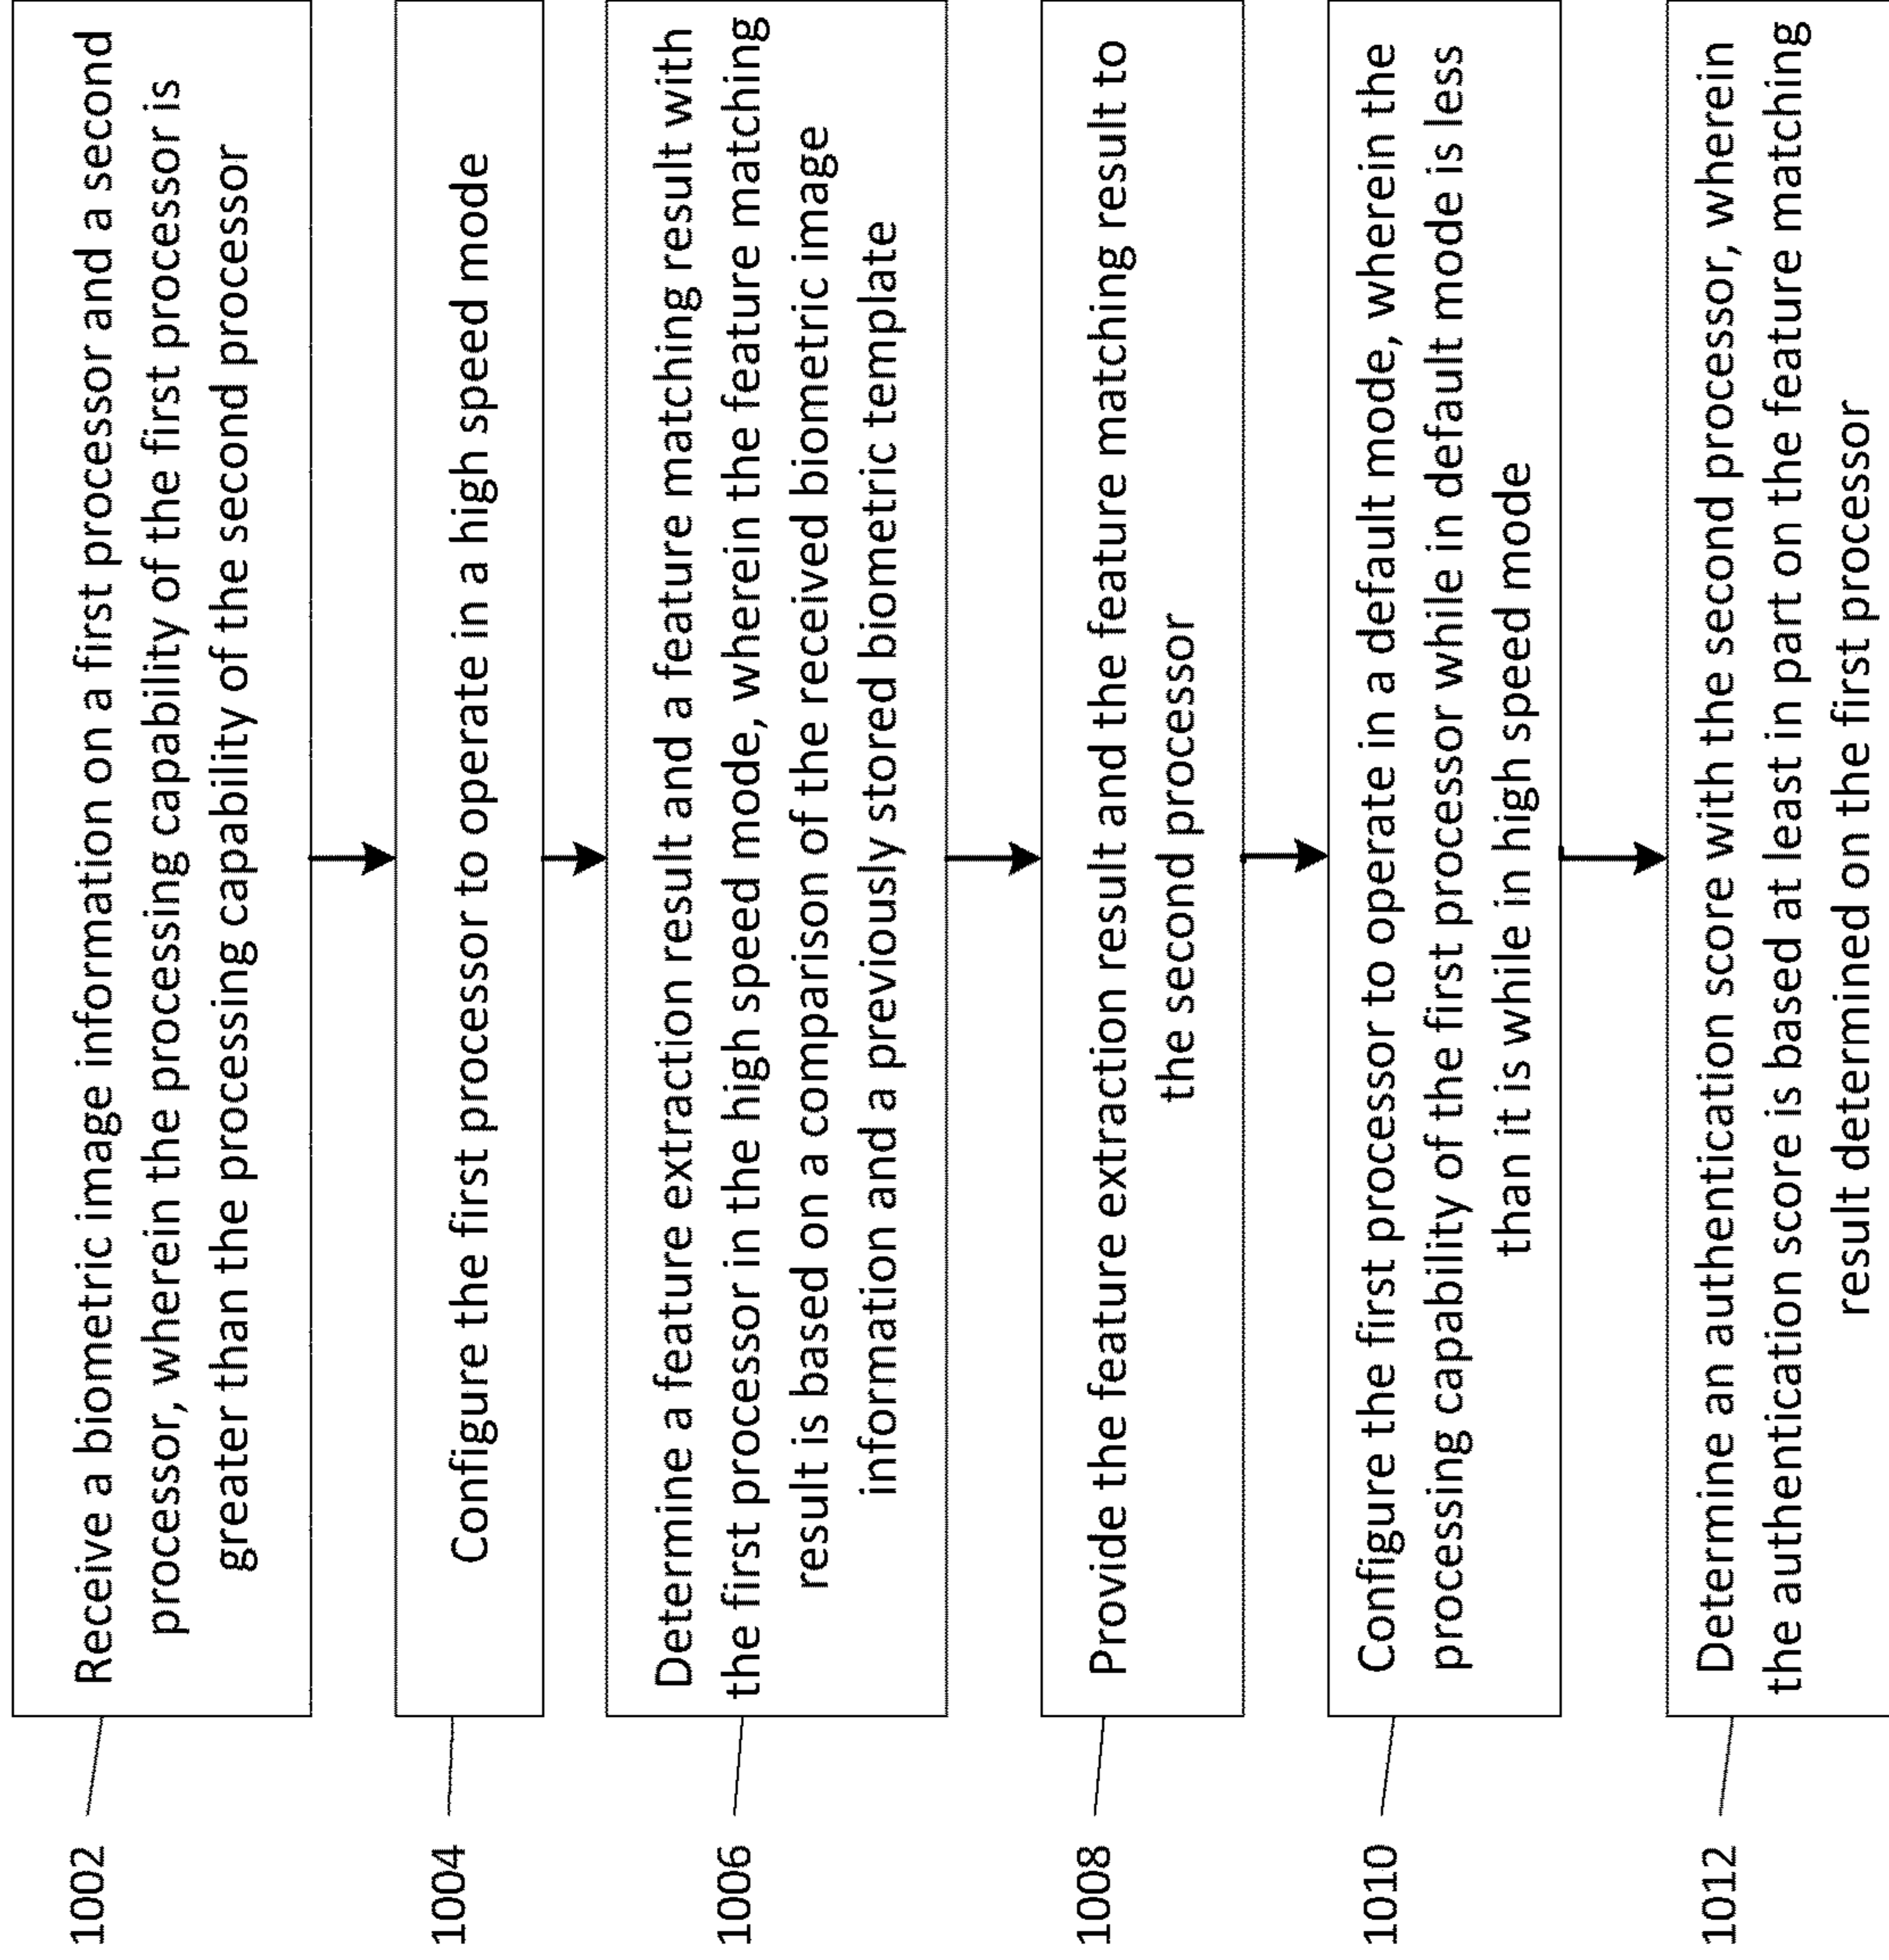 1002
Receive a biometric image information on a first processor and a second
processor, wherein the processing capability of the first processor is
greater than the processing capability of the second processor
1004
Configure the first processor to operate in a high speed mode
1006
Determine a feature extraction result and a feature matching result with
the first processor in the high speed mode, wherein the feature matching
result is based on a comparison of the received biometric image
information and a previously stored biometric template
1008
Provide the feature extraction result and the feature matching result to
the second processor
1010
Configure the first processor to operate in a default mode, wherein the
processing capability of the first processor while in default mode is less
than it is while in high speed mode
1012
Determine an authentication score with the second processor, wherein
the authentication score is based at least in part on the feature matching
result determined on the first processor